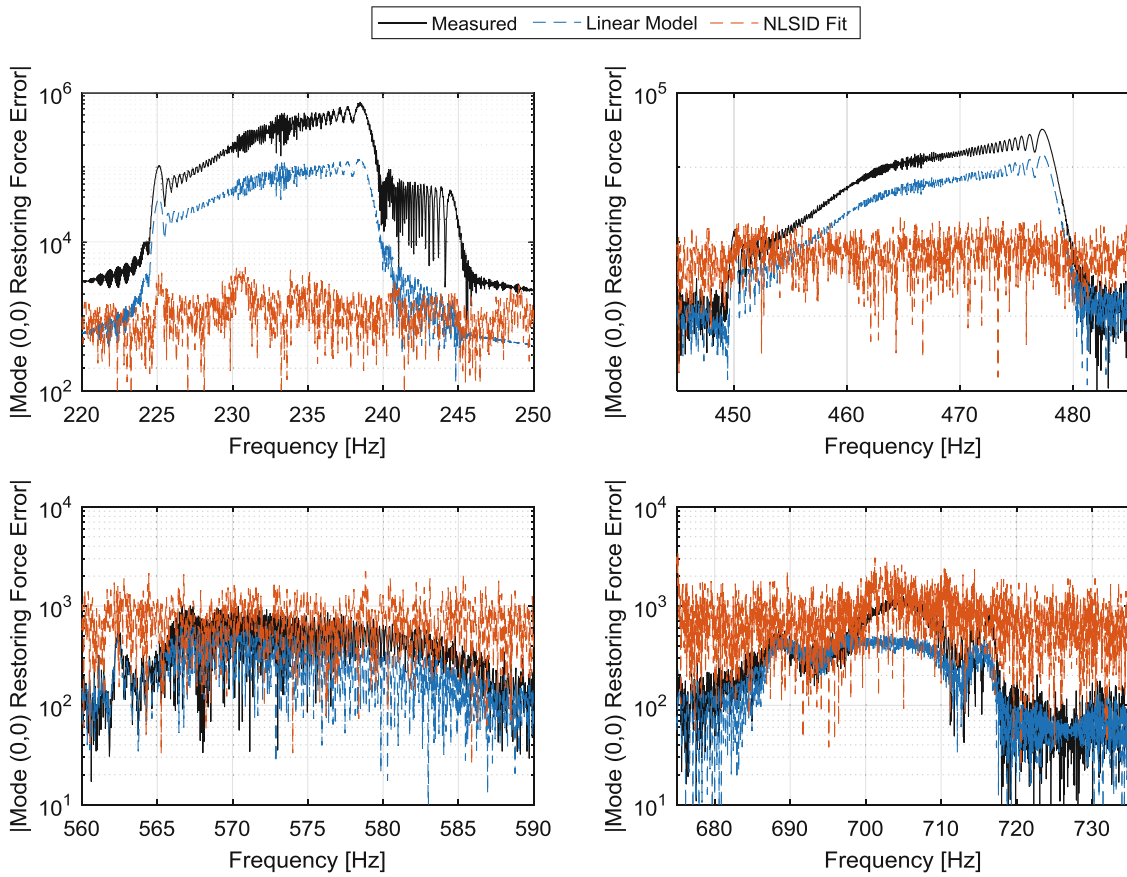 Measured Linear Model NLSID Fit
|Mode (0,0) Restoring Force Error|
10^6
10^4
10^2
220 225 230 235 240 245 250
Frequency [Hz]
|Mode (0,0) Restoring Force Error|
10^5
450 460 470 480
Frequency [Hz]
|Mode (0,0) Restoring Force Error|
10^4
10^3
10^2
10^1
560 565 570 575 580 585 590
Frequency [Hz]
|Mode (0,0) Restoring Force Error|
10^4
10^3
10^2
10^1
680 690 700 710 720 730
Frequency [Hz]